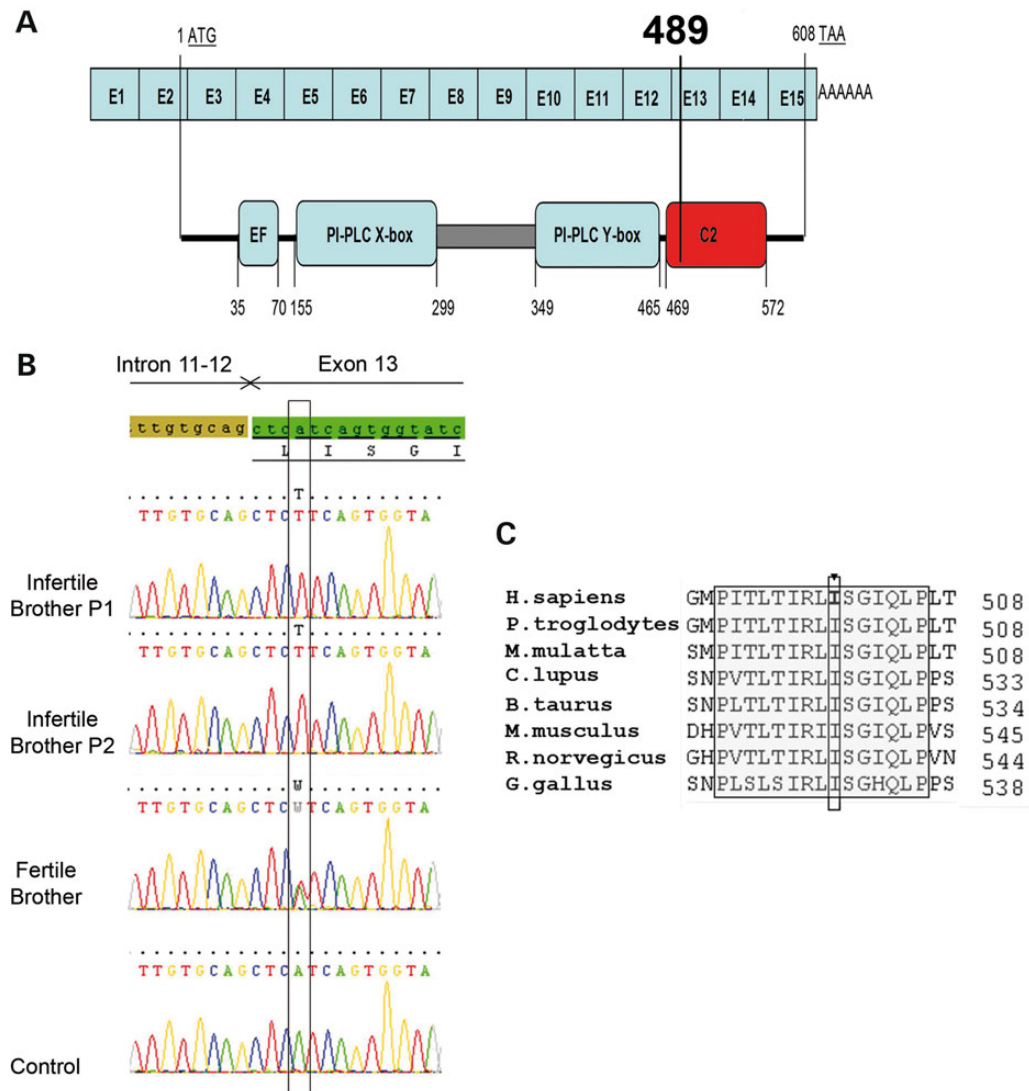 A
1 ATG
489
608 TAA
E1 E2 E3 E4 E5 E6 E7 E8 E9 E10 E11 E12 E13 E14 E15 AAAAAA
EF PI-PLC X-box PI-PLC Y-box C2
35 70 155 299 349 465 469 572
B
Intron 11-12 Exon 13
ttgtgcag ctcatcagtggtatc
L I S G I
T
TTGTGCAGCTCTTCAGTGGTA
Infertile
Brother P1
T
TTGTGCAGCTCTTCAGTGGTA
Infertile
Brother P2
W
TTGTGCAGCTCWTCAGTGGTA
Fertile
Brother
TTGTGCAGCTCATCAGTGGTA
Control
C
H.sapiens GMPITLTIRLISGIQLPLT 508
P.troglodytes GMPITLTIRLISGIQLPLT 508
M.mulatta SMPITLTIRLISGIQLPLT 508
C.lupus SNPVTLTIRLISGIQLPPS 533
B.taurus SNPLTLTIRLISGIQLPPS 534
M.musculus DHPVTLTIRLISGIQLPVS 545
R.norvegicus GHPVTLTIRLISGIQLPVN 544
G.gallus SNPLSLSIRLISGHQLPPS 538